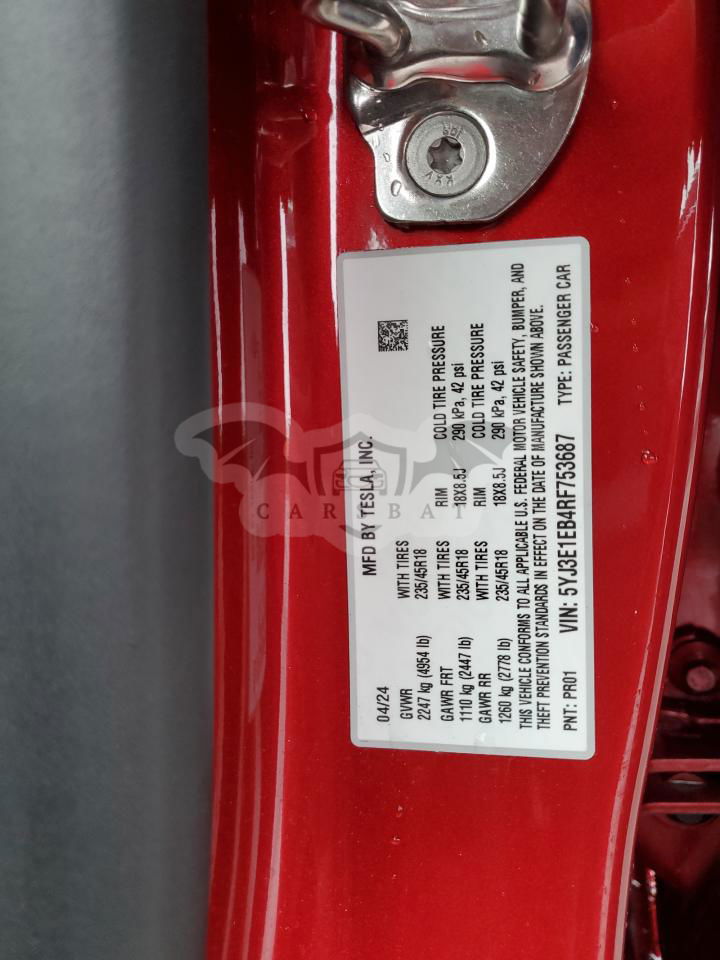 04/24 MFD BY TESLA, INC.
GVWR WITH TIRES RIM COLD TIRE PRESSURE
2247 kg (4954 lb) 235/45R18 18X8.5J 290 kPa, 42 psi
GAWR FRT WITH TIRES RIM COLD TIRE PRESSURE
1110 kg (2447 lb) 235/45R18 18X8.5J 290 kPa, 42 psi
GAWR RR WITH TIRES
1260 kg (2778 lb) 235/45R18
THIS VEHICLE CONFORMS TO ALL APPLICABLE U.S. FEDERAL MOTOR VEHICLE SAFETY, BUMPER, AND
THEFT PREVENTION STANDARDS IN EFFECT ON THE DATE OF MANUFACTURE SHOWN ABOVE.
PNT: PR01 VIN: 5YJ3E1EB4RF753687 TYPE: PASSENGER CAR
CARSBAT
KXY